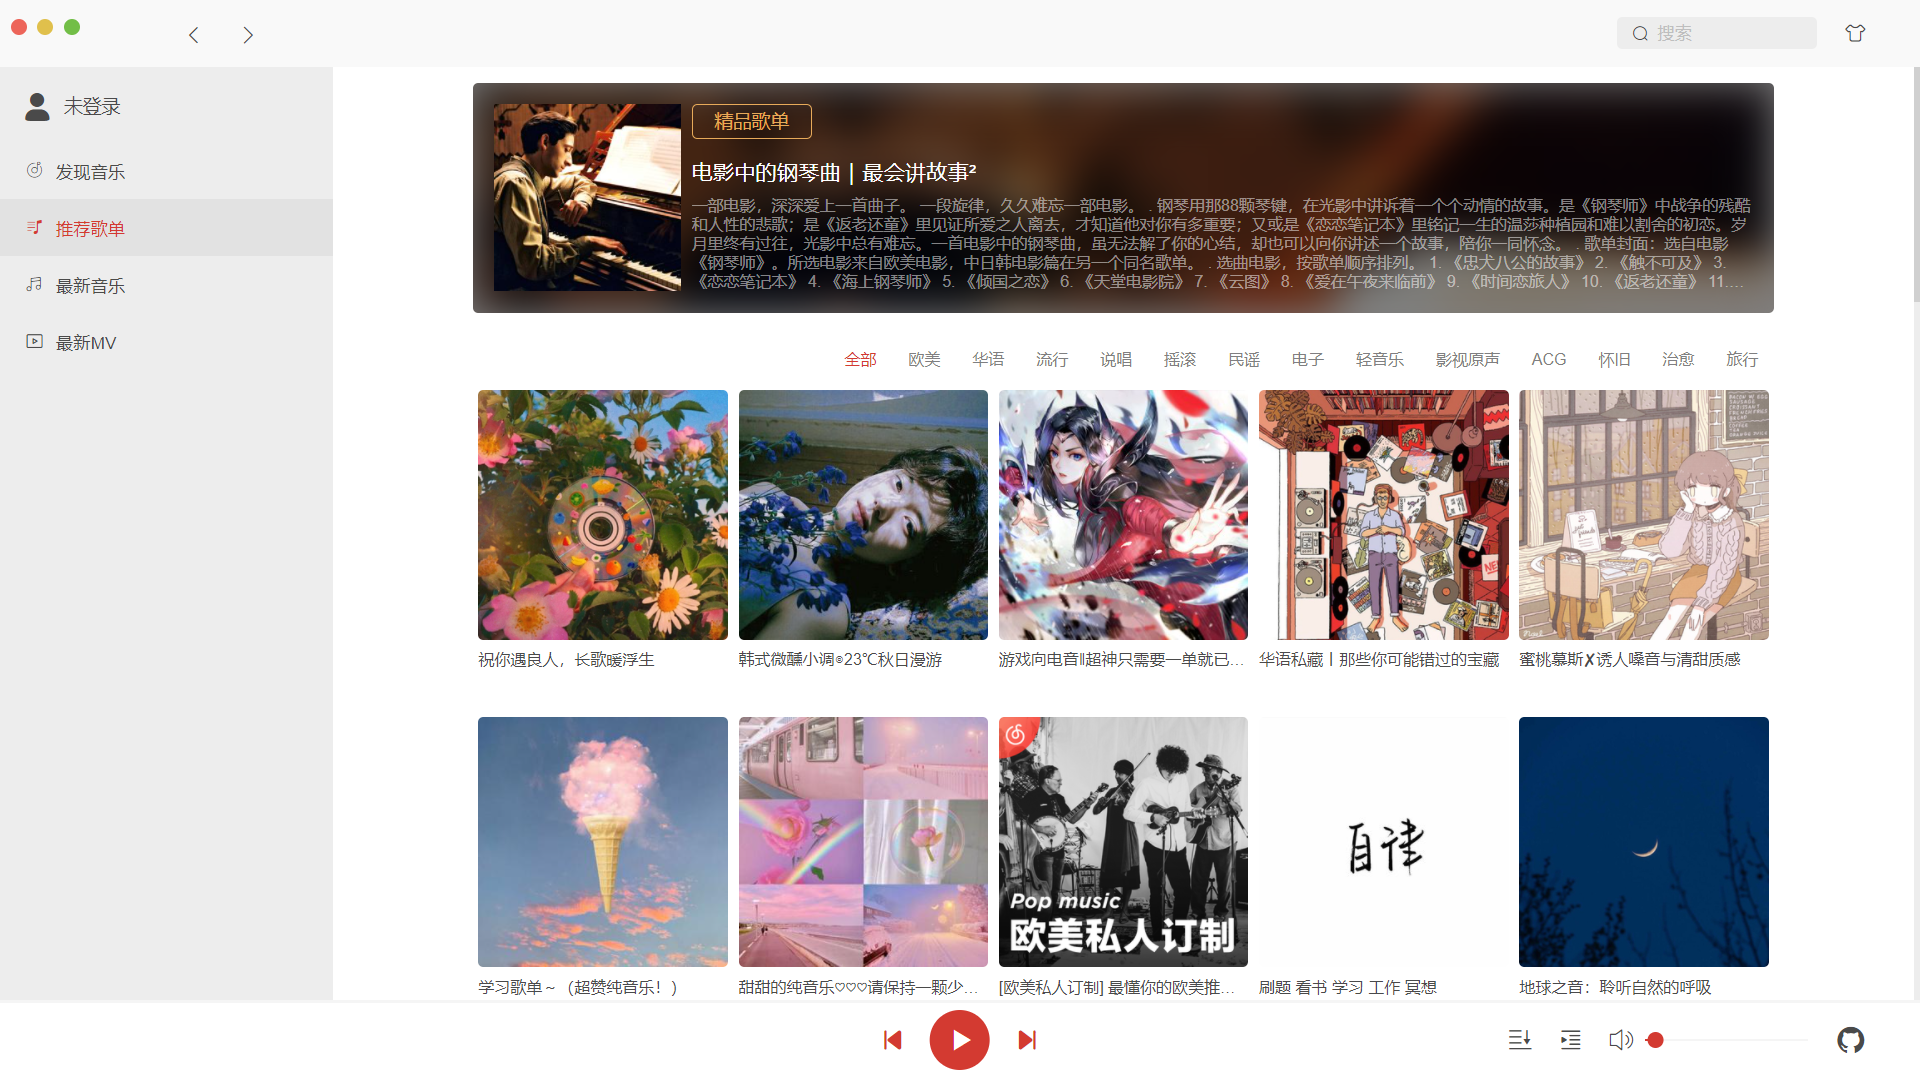 搜索
未登录
发现音乐
推荐歌单
最新音乐
最新MV
精品歌单
电影中的钢琴曲 | 最会讲故事²
一部电影，深深爱上一首曲子。 一段旋律，久久难忘一部电影。 . 钢琴用那88颗琴键，在光影中讲诉着一个个动情的故事。是《钢琴师》中战争的残酷
和人性的悲歌；是《返老还童》里见证所爱之人离去，才知道他对你有多重要；又或是《恋恋笔记本》里铭记一生的温莎种植园和难以割舍的初恋。岁
月里终有过往，光影中总有难忘。一首电影中的钢琴曲，虽无法解了你的心结，却也可以向你讲述一个故事，陪你一同怀念。 . 歌单封面：选自电影
《钢琴师》。所选电影来自欧美电影，中日韩电影篇在另一个同名歌单。 . 选曲电影，按歌单顺序排列。 1. 《忠犬八公的故事》 2. 《触不可及》 3.
《恋恋笔记本》 4. 《海上钢琴师》 5. 《倾国之恋》 6. 《天堂电影院》 7. 《云图》 8. 《爱在午夜来临前》 9. 《时间恋旅人》 10. 《返老还童》 11....
全部 欧美 华语 流行 说唱 摇滚 民谣 电子 轻音乐 影视原声 ACG 怀旧 治愈 旅行
祝你遇良人，长歌暖浮生
韩式微醺小调๏23℃秋日漫游
游戏向电音‖超神只需要一单就已...
华语私藏丨那些你可能错过的宝藏
蜜桃慕斯✗诱人嗓音与清甜质感
Pop music
欧美私人订制
自律
学习歌单～（超赞纯音乐！）
甜甜的纯音乐♡♡♡请保持一颗少...
[欧美私人订制] 最懂你的欧美推...
刷题 看书 学习 工作 冥想
地球之音：聆听自然的呼吸